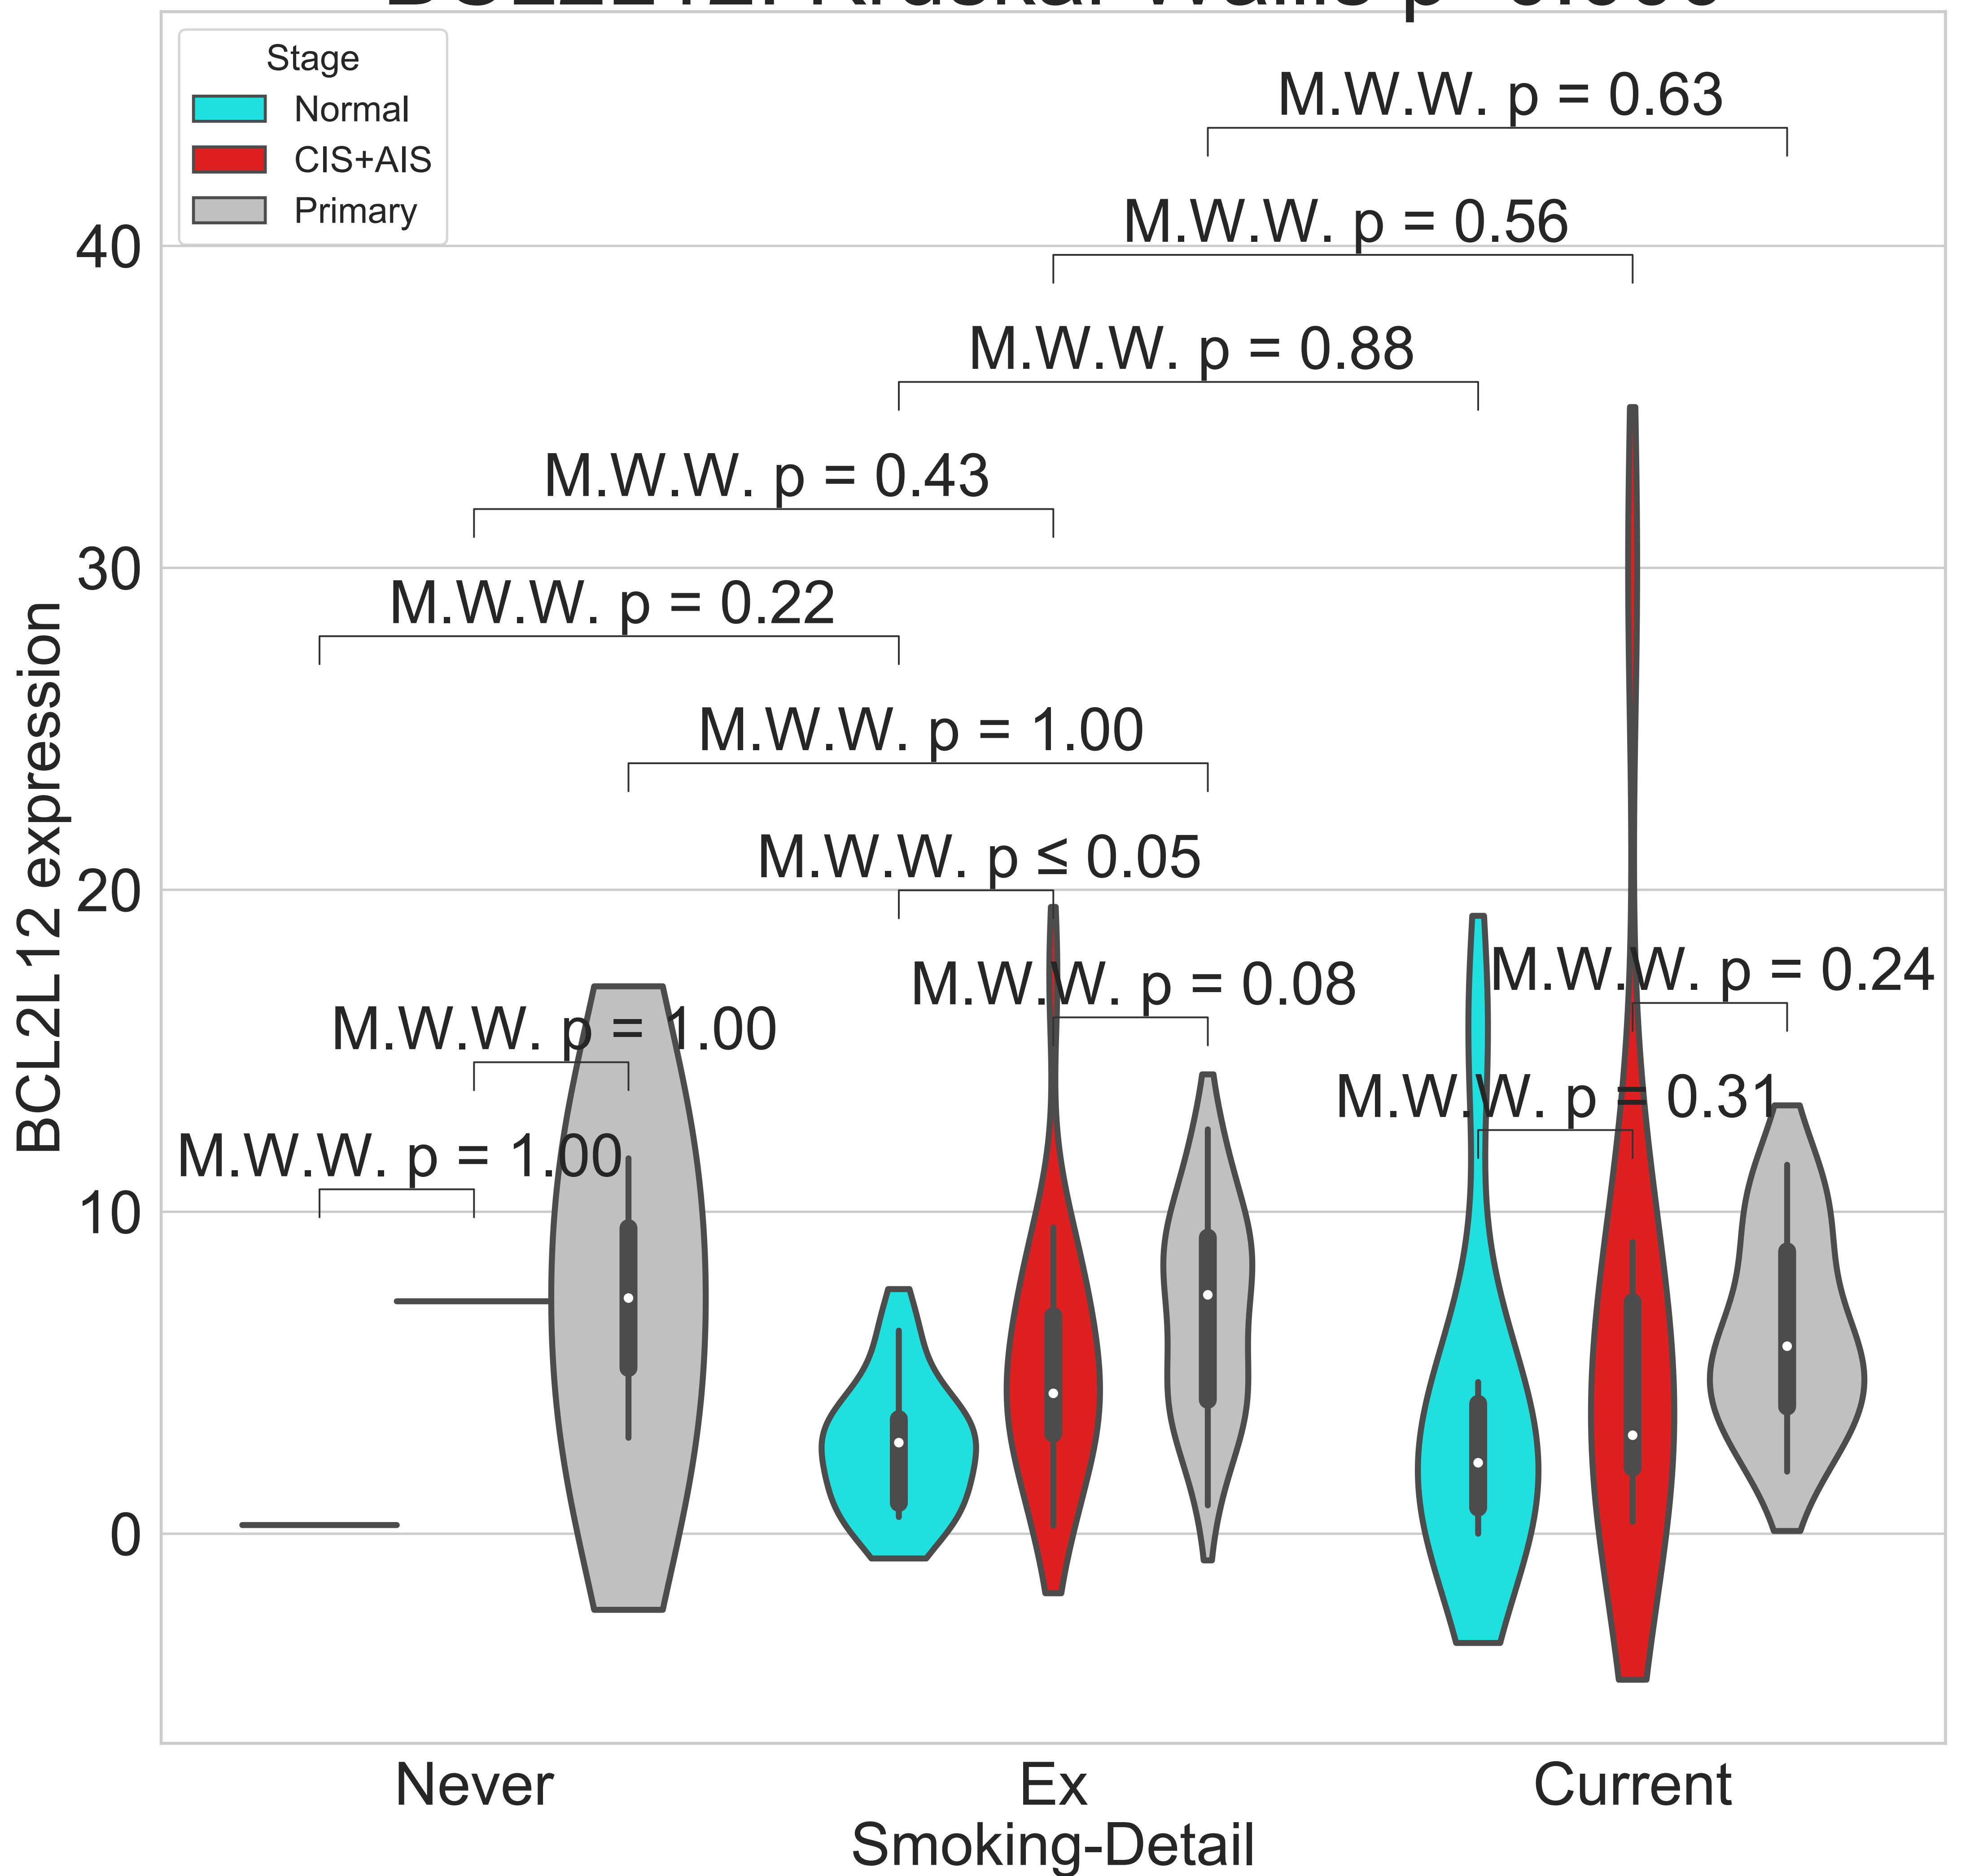 Stage
Normal
CIS+AIS
Primary
M.W.W. p = 0.63
M.W.W. p = 0.56
M.W.W. p = 0.88
M.W.W. p = 0.43
M.W.W. p = 0.22
M.W.W. p = 1.00
M.W.W. p ≤ 0.05
M.W.W. p = 0.08
M.W.W. p = 0.24
M.W.W. p = 1.00
M.W.W. p = 0.31
M.W.W. p = 1.00
40
30
20
10
0
BCL2L12 expression
Never
Ex
Current
Smoking-Detail